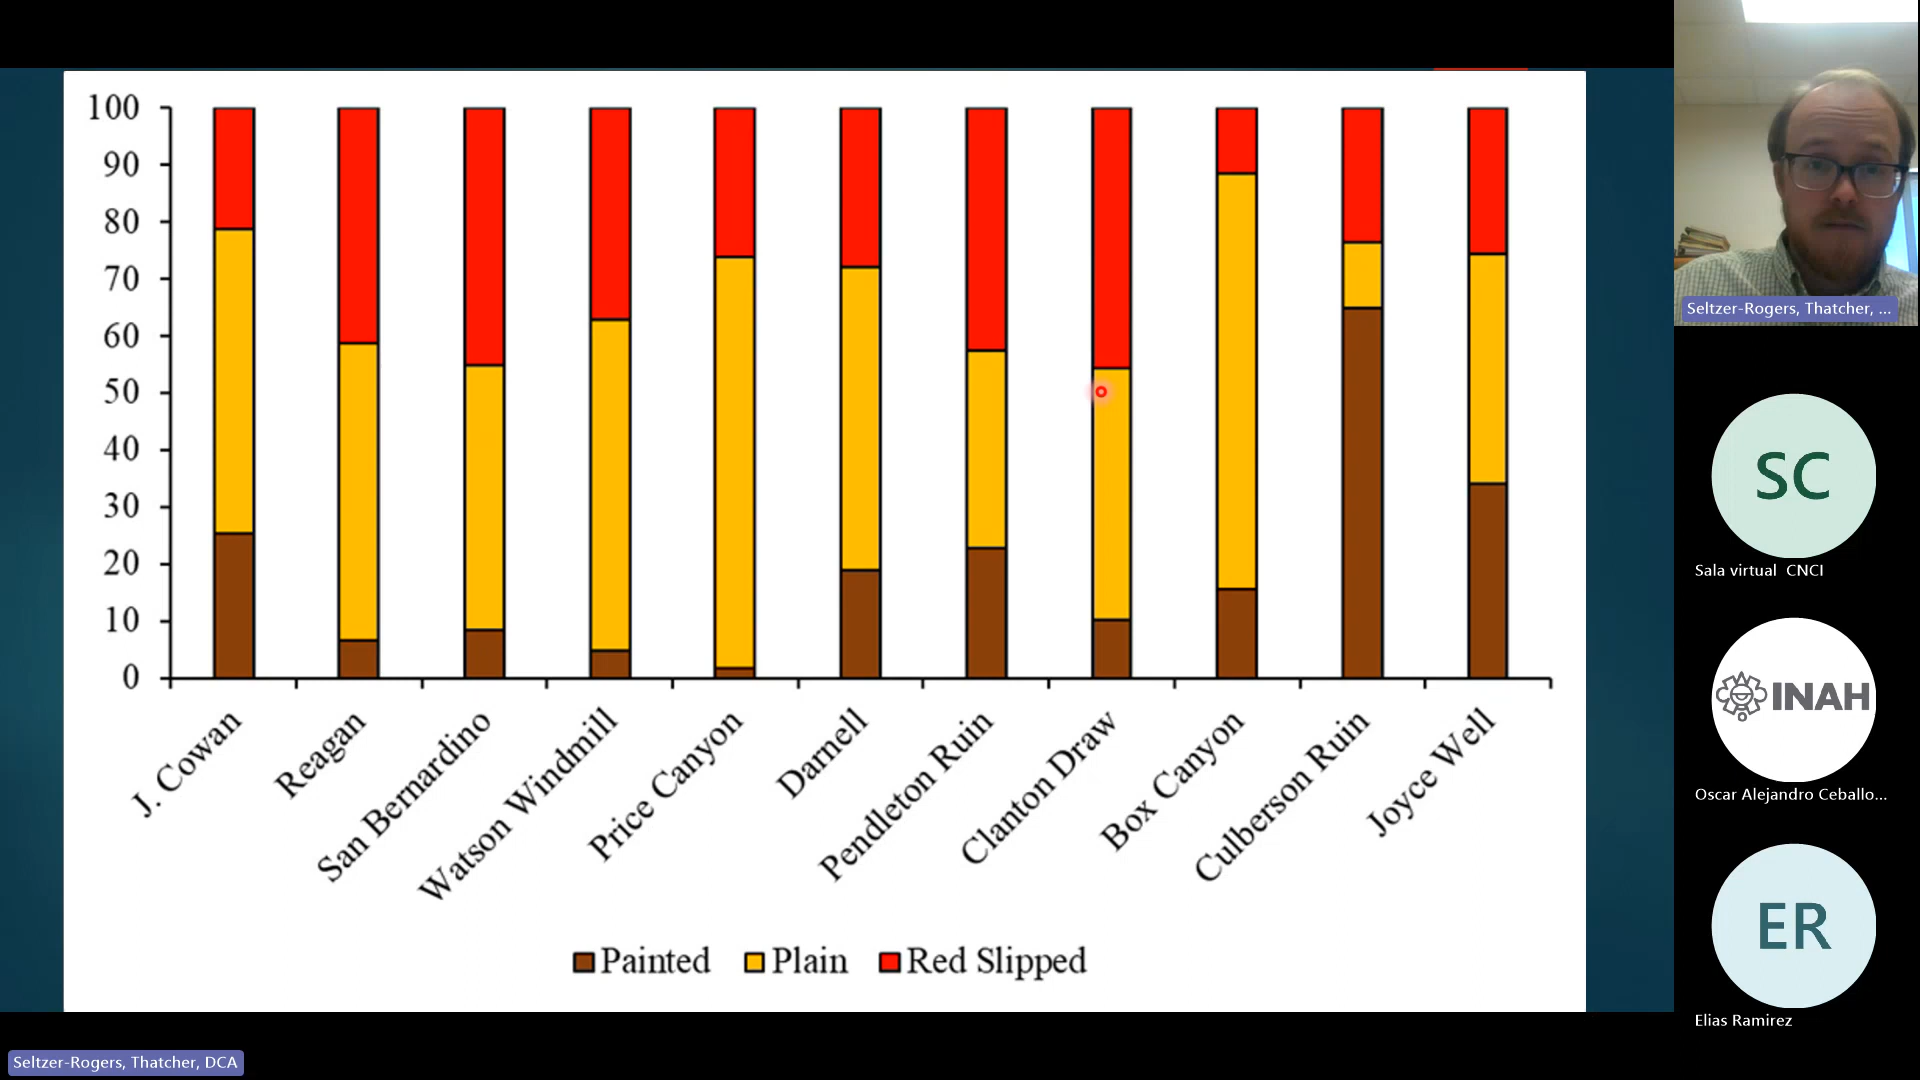 100
90
80
70
60
50
40
30
20
10
0
J. Cowan
Reagan
San Bernardino
Watson Windmill
Price Canyon
Darnell
Pendleton Ruin
Clanton Draw
Box Canyon
Culberson Ruin
Joyce Well
Painted Plain Red Slipped
Seltzer-Rogers, Thatcher, ...
SC
Sala virtual CNCI
INAH
Oscar Alejandro Ceballo...
ER
Elias Ramirez
Seltzer-Rogers, Thatcher, DCA